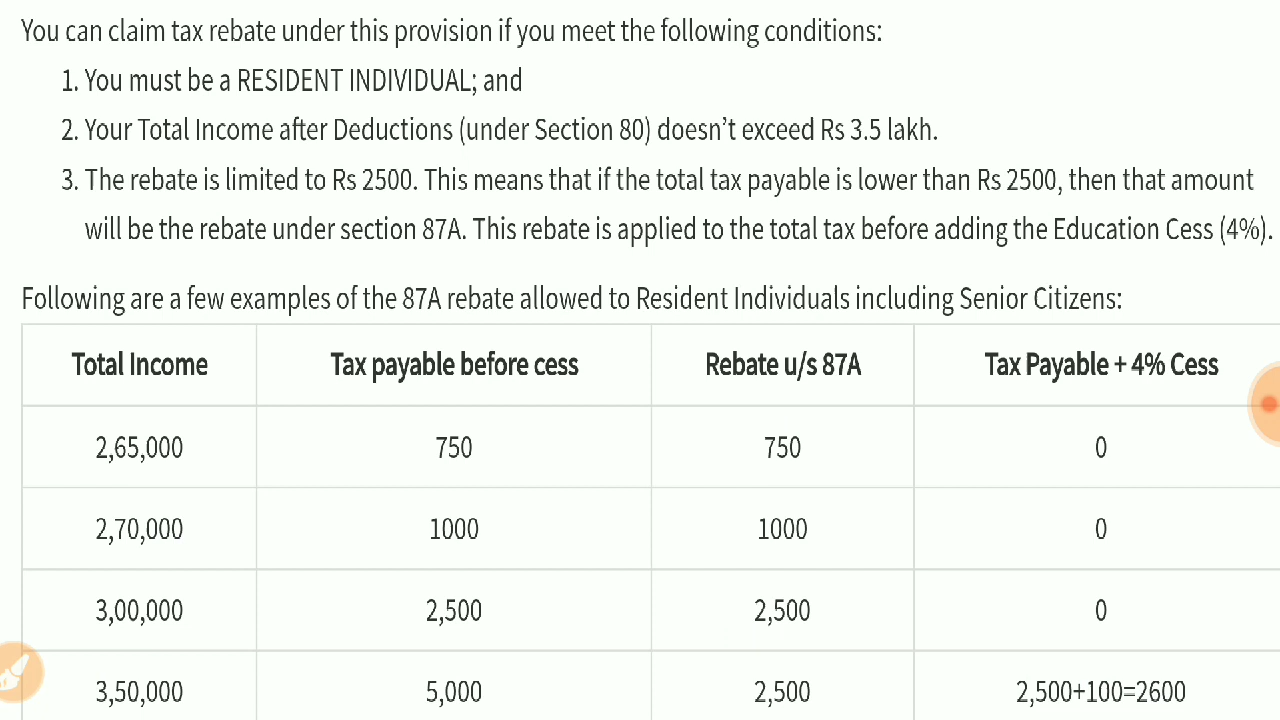 You can claim tax rebate under this provision if you meet the following conditions:
1. You must be a RESIDENT INDIVIDUAL; and
2. Your Total Income after Deductions (under Section 80) doesn't exceed Rs 3.5 lakh.
3. The rebate is limited to Rs 2500. This means that if the total tax payable is lower than Rs 2500, then that amount
will be the rebate under section 87A. This rebate is applied to the total tax before adding the Education Cess (4%).
Following are a few examples of the 87A rebate allowed to Resident Individuals including Senior Citizens:
Total Income Tax payable before cess Rebate u/s 87A Tax Payable + 4% Cess
2,65,000 750 750 0
2,70,000 1000 1000 0
3,00,000 2,500 2,500 0
3,50,000 5,000 2,500 2,500+100=2600